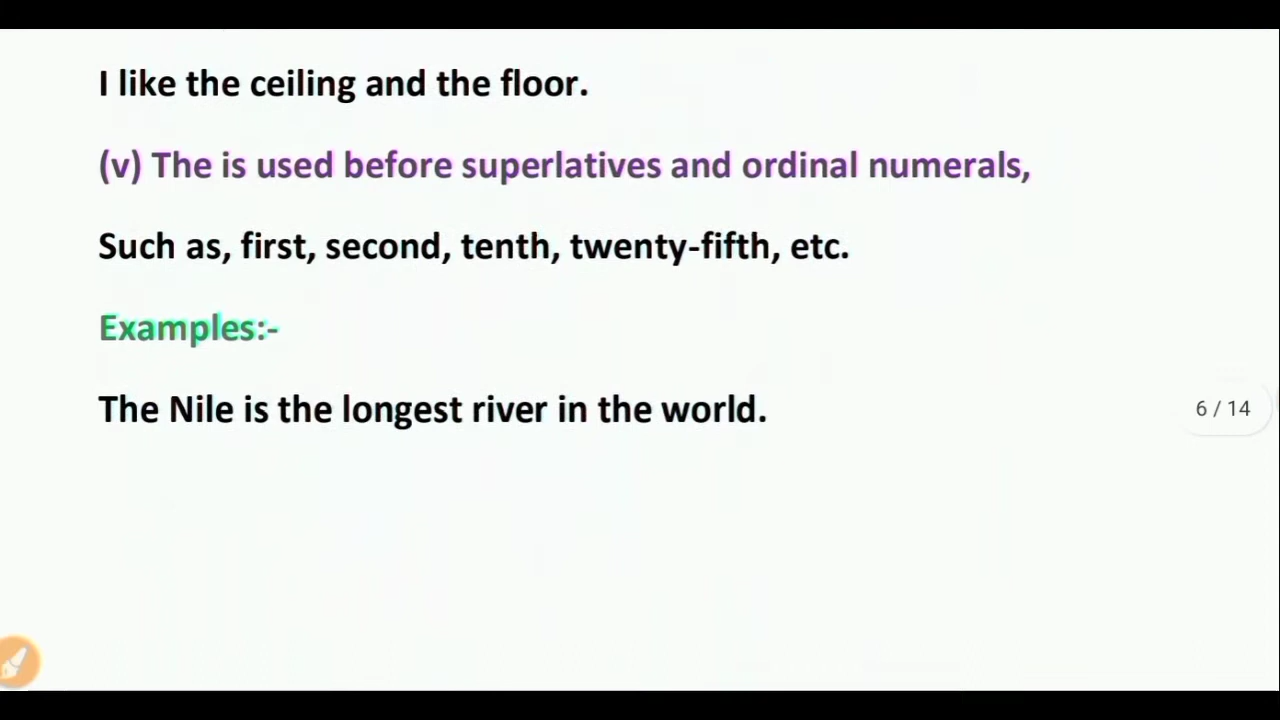 I like the ceiling and the floor.
(v) The is used before superlatives and ordinal numerals,
Such as, first, second, tenth, twenty-fifth, etc.
Examples:-
The Nile is the longest river in the world.
6 / 14